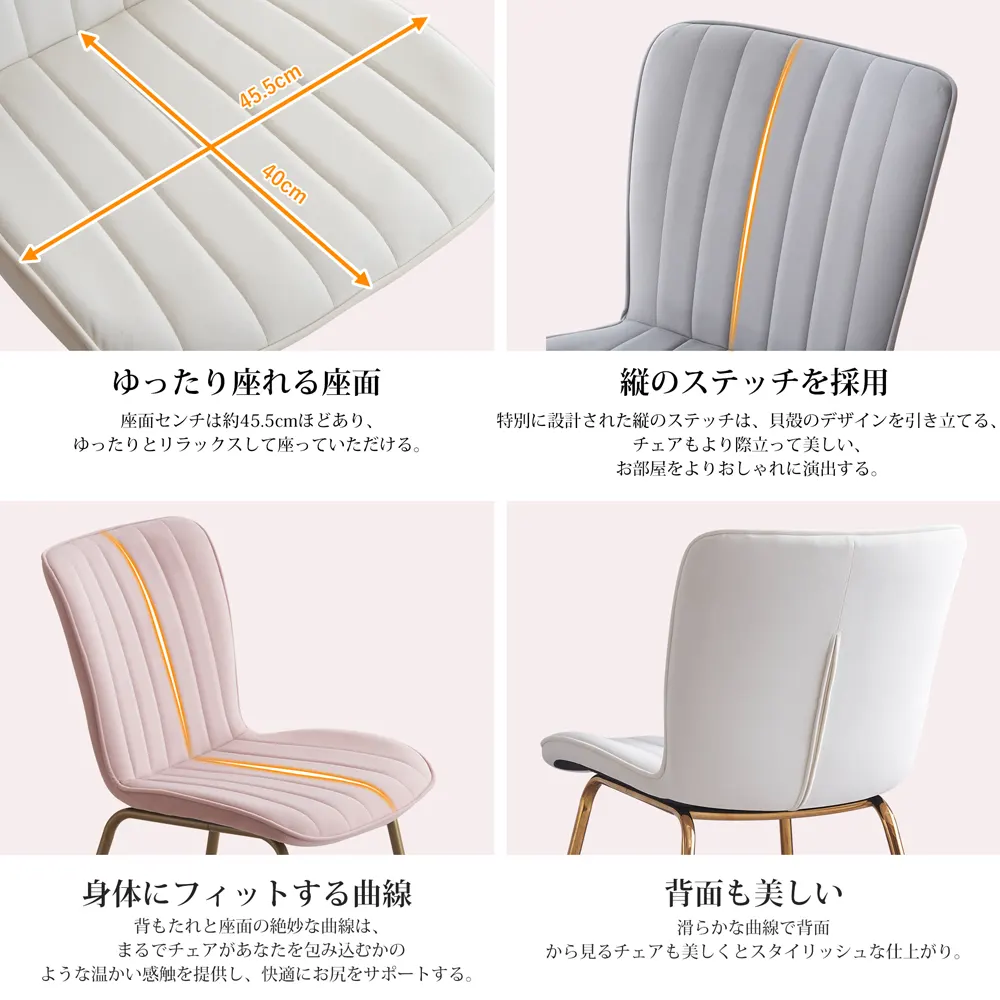 45.5cm
40cm
ゆったり座れる座面
座面センチは約45.5cmほどあり、
ゆったりとリラックスして座っていただける。
縦のステッチを採用
特別に設計された縦のステッチは、貝殻のデザインを引き立てる、
チェアもより際立って美しい、
お部屋をよりおしゃれに演出する。
身体にフィットする曲線
背もたれと座面の絶妙な曲線は、
まるでチェアがあなたを包み込むかの
ような温かい感触を提供し、快適にお尻をサポートする。
背面も美しい
滑らかな曲線で背面
から見るチェアも美しくとスタイリッシュな仕上がり。